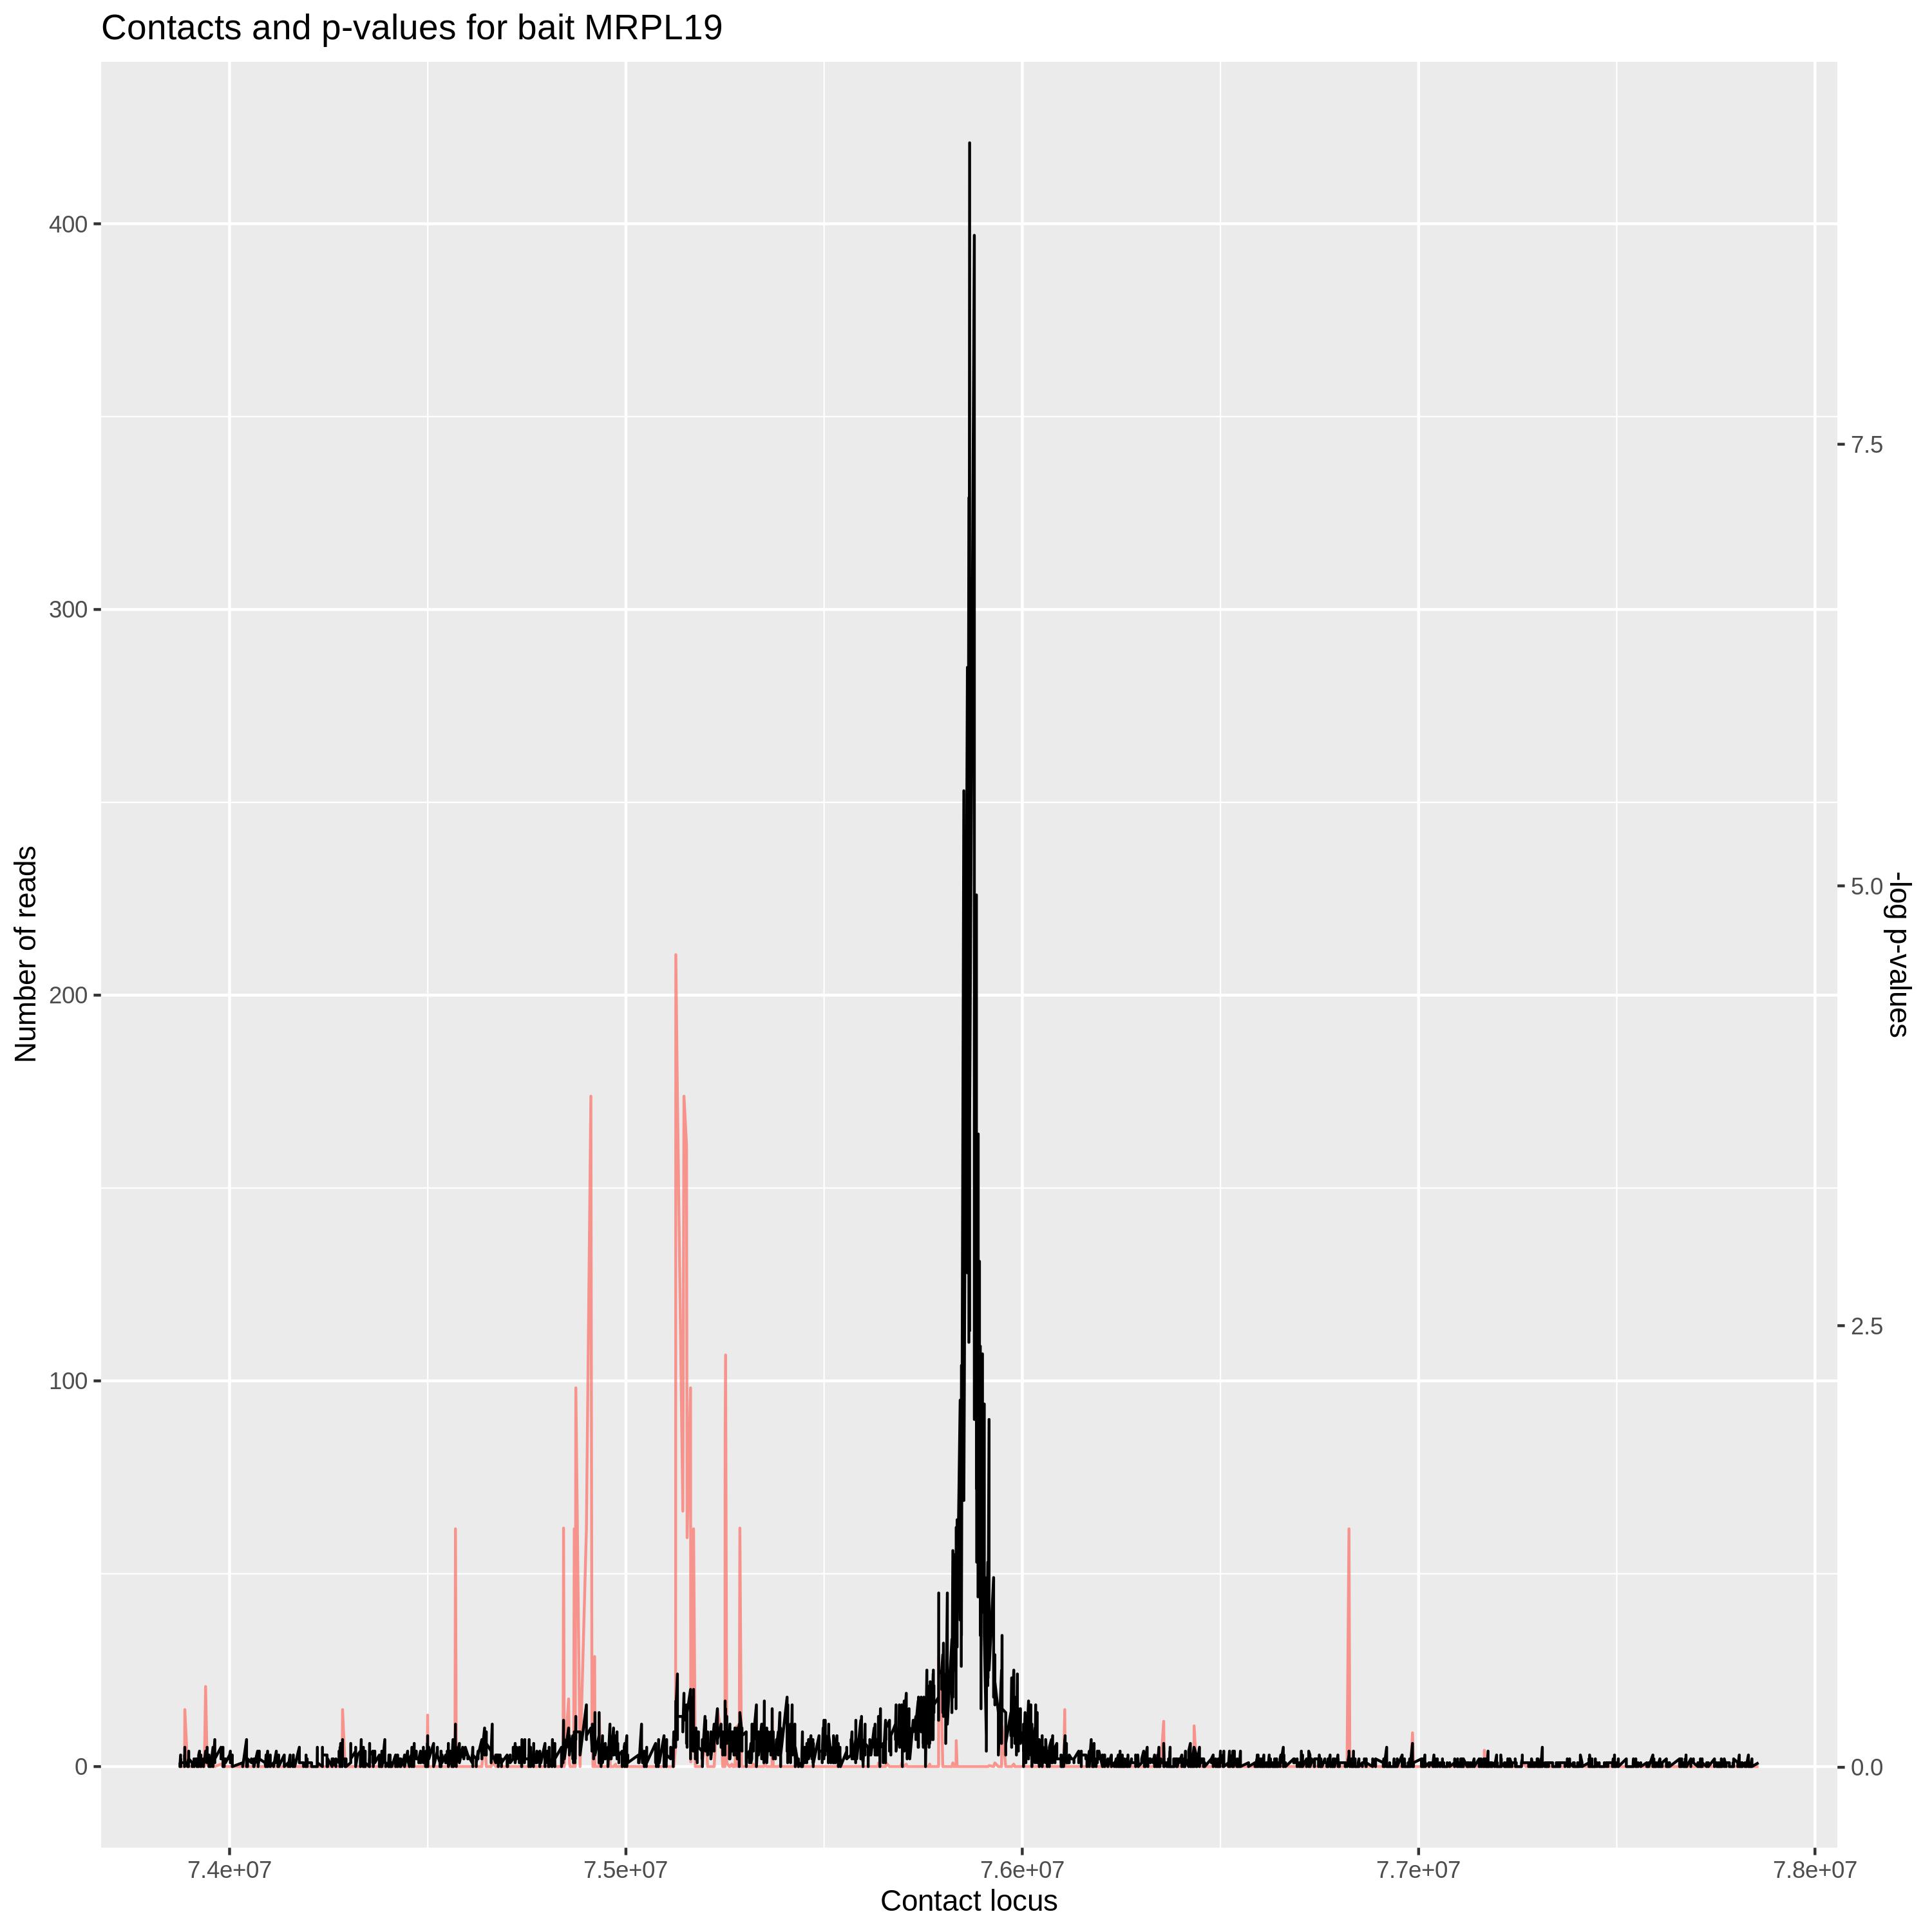 Contacts and p-values for bait MRPL19
Number of reads
400
300
200
100
0
7.5
5.0
2.5
0.0
-log p-values
7.4e+07
7.5e+07
7.6e+07
7.7e+07
7.8e+07
Contact locus